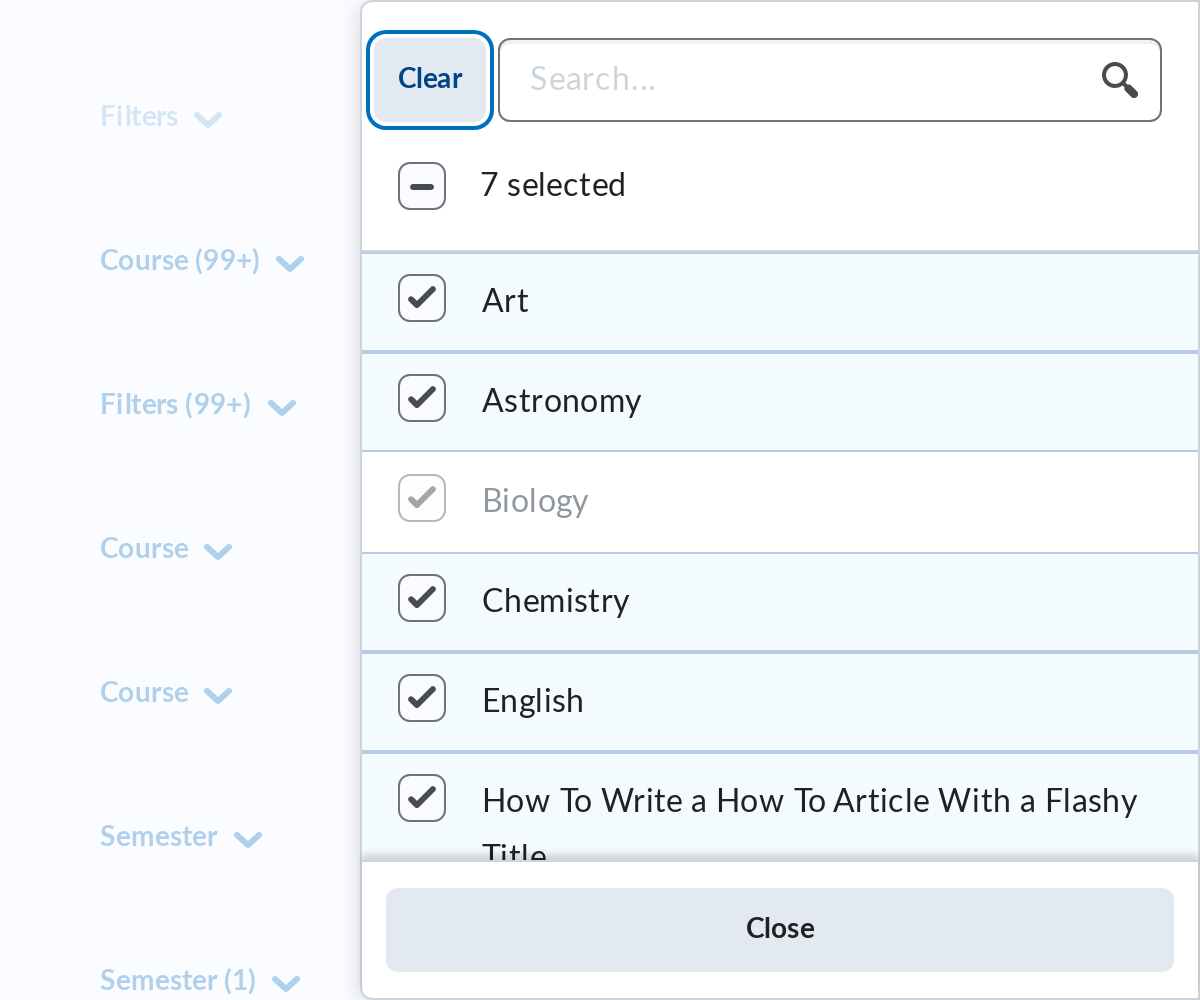 Filters
Course (99+)
Filters (99+)
Course
Course
Semester
Semester (1)
Clear
Search...
7 selected
Art
Astronomy
Biology
Chemistry
English
How To Write a How To Article With a Flashy
Title
Close